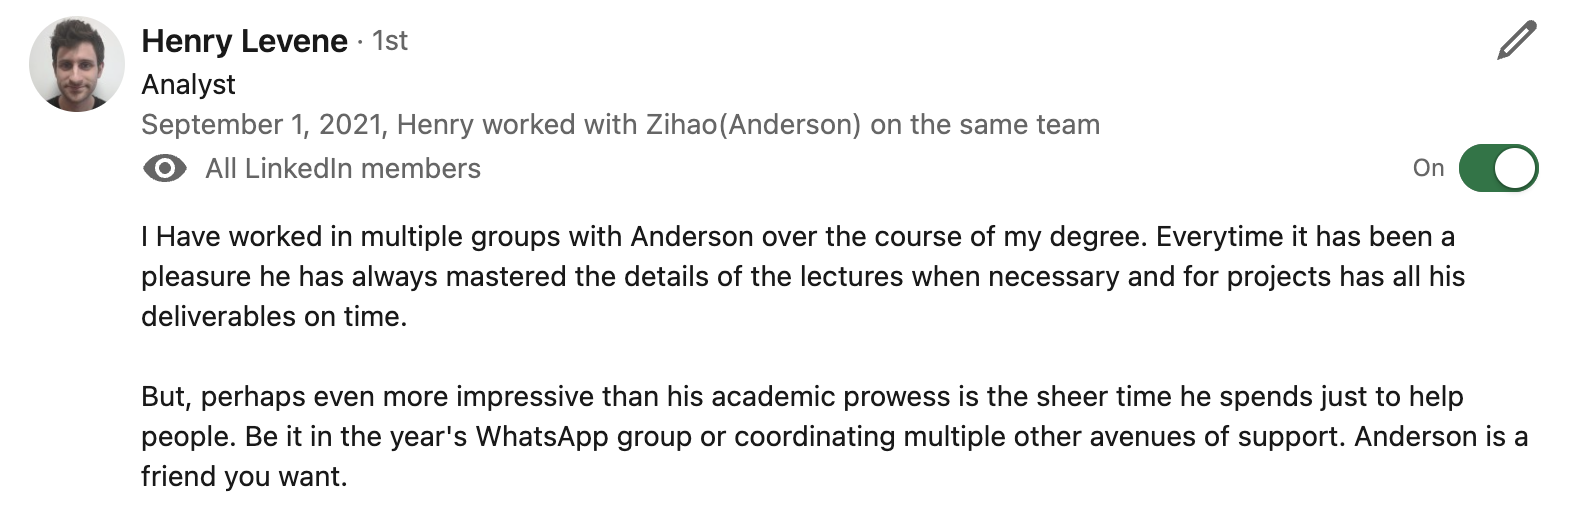 Henry Levene · 1st
Analyst
September 1, 2021, Henry worked with Zihao(Anderson) on the same team
All LinkedIn members
On
I Have worked in multiple groups with Anderson over the course of my degree. Everytime it has been a
pleasure he has always mastered the details of the lectures when necessary and for projects has all his
deliverables on time.
But, perhaps even more impressive than his academic prowess is the sheer time he spends just to help
people. Be it in the year's WhatsApp group or coordinating multiple other avenues of support. Anderson is a
friend you want.